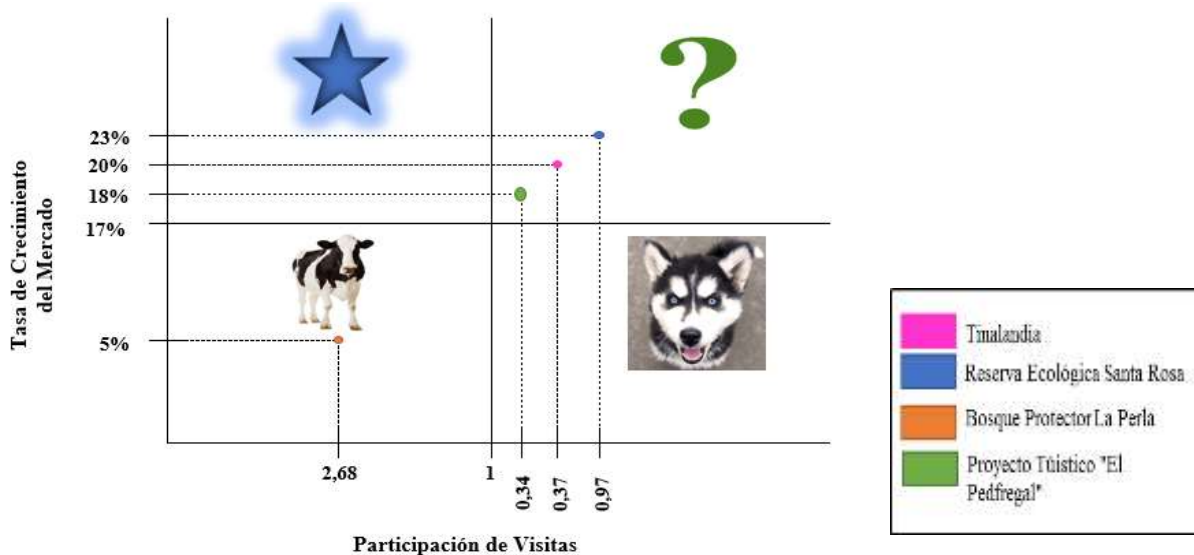 ?
23%
20%
18%
17%
5%
Tasa de Crecimiento
del Mercado
2,68
1
0,34
0,37
0,97
Participación de Visitas
Tinalandia
Reserva Ecológica Santa Rosa
Bosque Protector La Perla
Proyecto Túistico "El
Pedfregal"